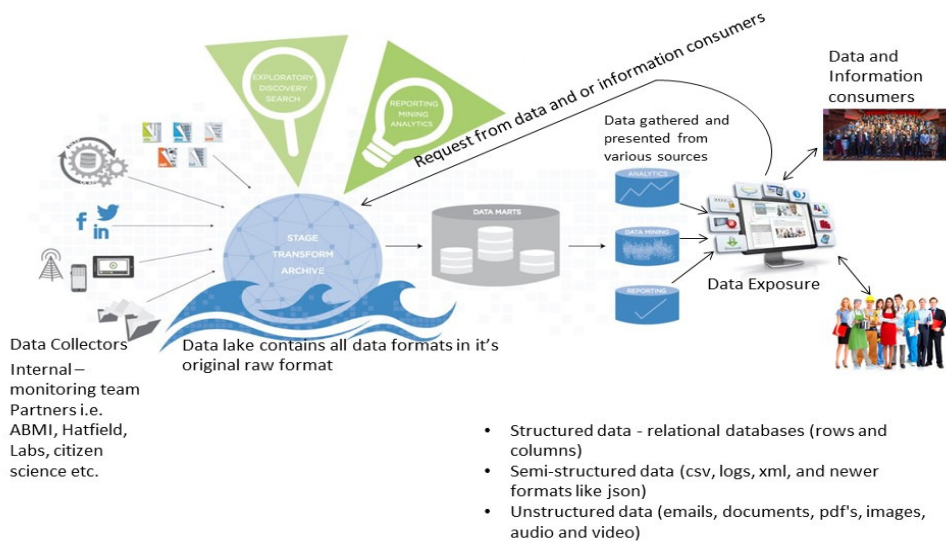 EXPLORATORY
DISCOVERY
SEARCH
REPORTING
MINING
ANALYTICS
Request from data and or information consumers
Data and
Information
consumers
Data gathered and
presented from
various sources
f
in
STAGE
TRANSFORM
ARCHIVE
DATA MARTS
ANALYTICS
DATA MINING
REPORTING
Data Exposure
Data Collectors
Internal –
monitoring team
Partners i.e.
ABMI, Hatfield,
Labs, citizen
science etc.
Data lake contains all data formats in it's
original raw format
• Structured data - relational databases (rows and
columns)
• Semi-structured data (csv, logs, xml, and newer
formats like json)
• Unstructured data (emails, documents, pdf's, images,
audio and video)